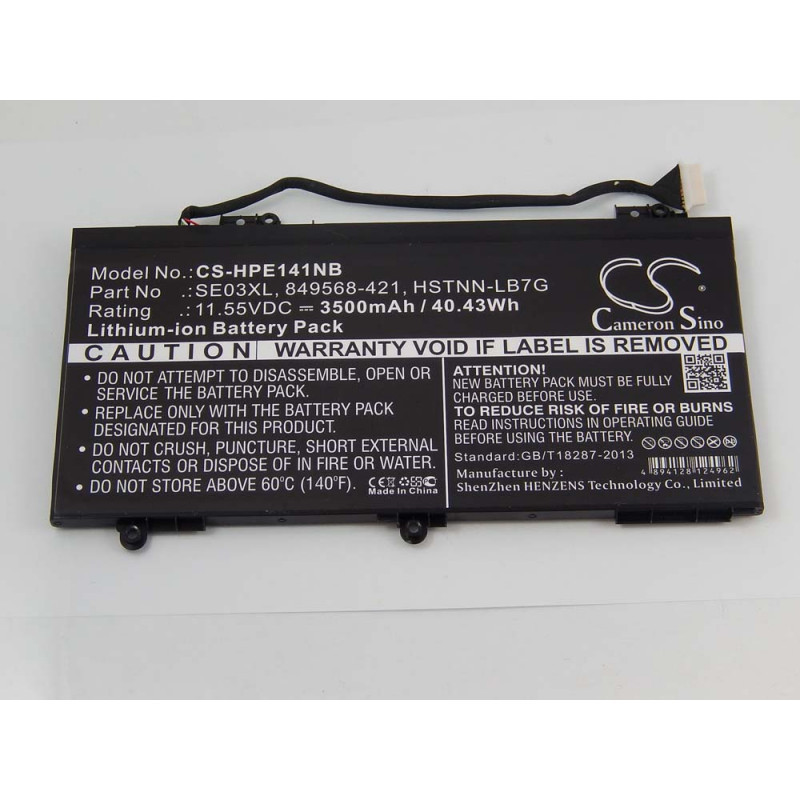 Model No.: CS-HPE141NB
Part No : SE03XL, 849568-421, HSTNN-LB7G
Rating : 11.55VDC ⎓ 3500mAh / 40.43Wh
Lithium-ion Battery Pack
CS
Cameron Sino
CAUTION WARRANTY VOID IF LABEL IS REMOVED
• DO NOT ATTEMPT TO DISASSEMBLE, OPEN OR
SERVICE THE BATTERY PACK.
• REPLACE ONLY WITH THE BATTERY PACK
DESIGNATED FOR THIS PRODUCT.
• DO NOT CRUSH, PUNCTURE, SHORT EXTERNAL
CONTACTS OR DISPOSE OF IN FIRE OR WATER.
• DO NOT STORE ABOVE 60°C (140°F).
CE Made
In China
ATTENTION:
NEW BATTERY PACK MUST BE FULLY
CHARGED BEFORE USE.
TO REDUCE RISK OF FIRE OR BURNS
READ INSTRUCTIONS IN OPERATING GUIDE
BEFORE USING THE BATTERY.
Standard:GB/T18287-2013
Manufacture by :
ShenZhen HENZENS Technology Co., Limited
4 894128 124962